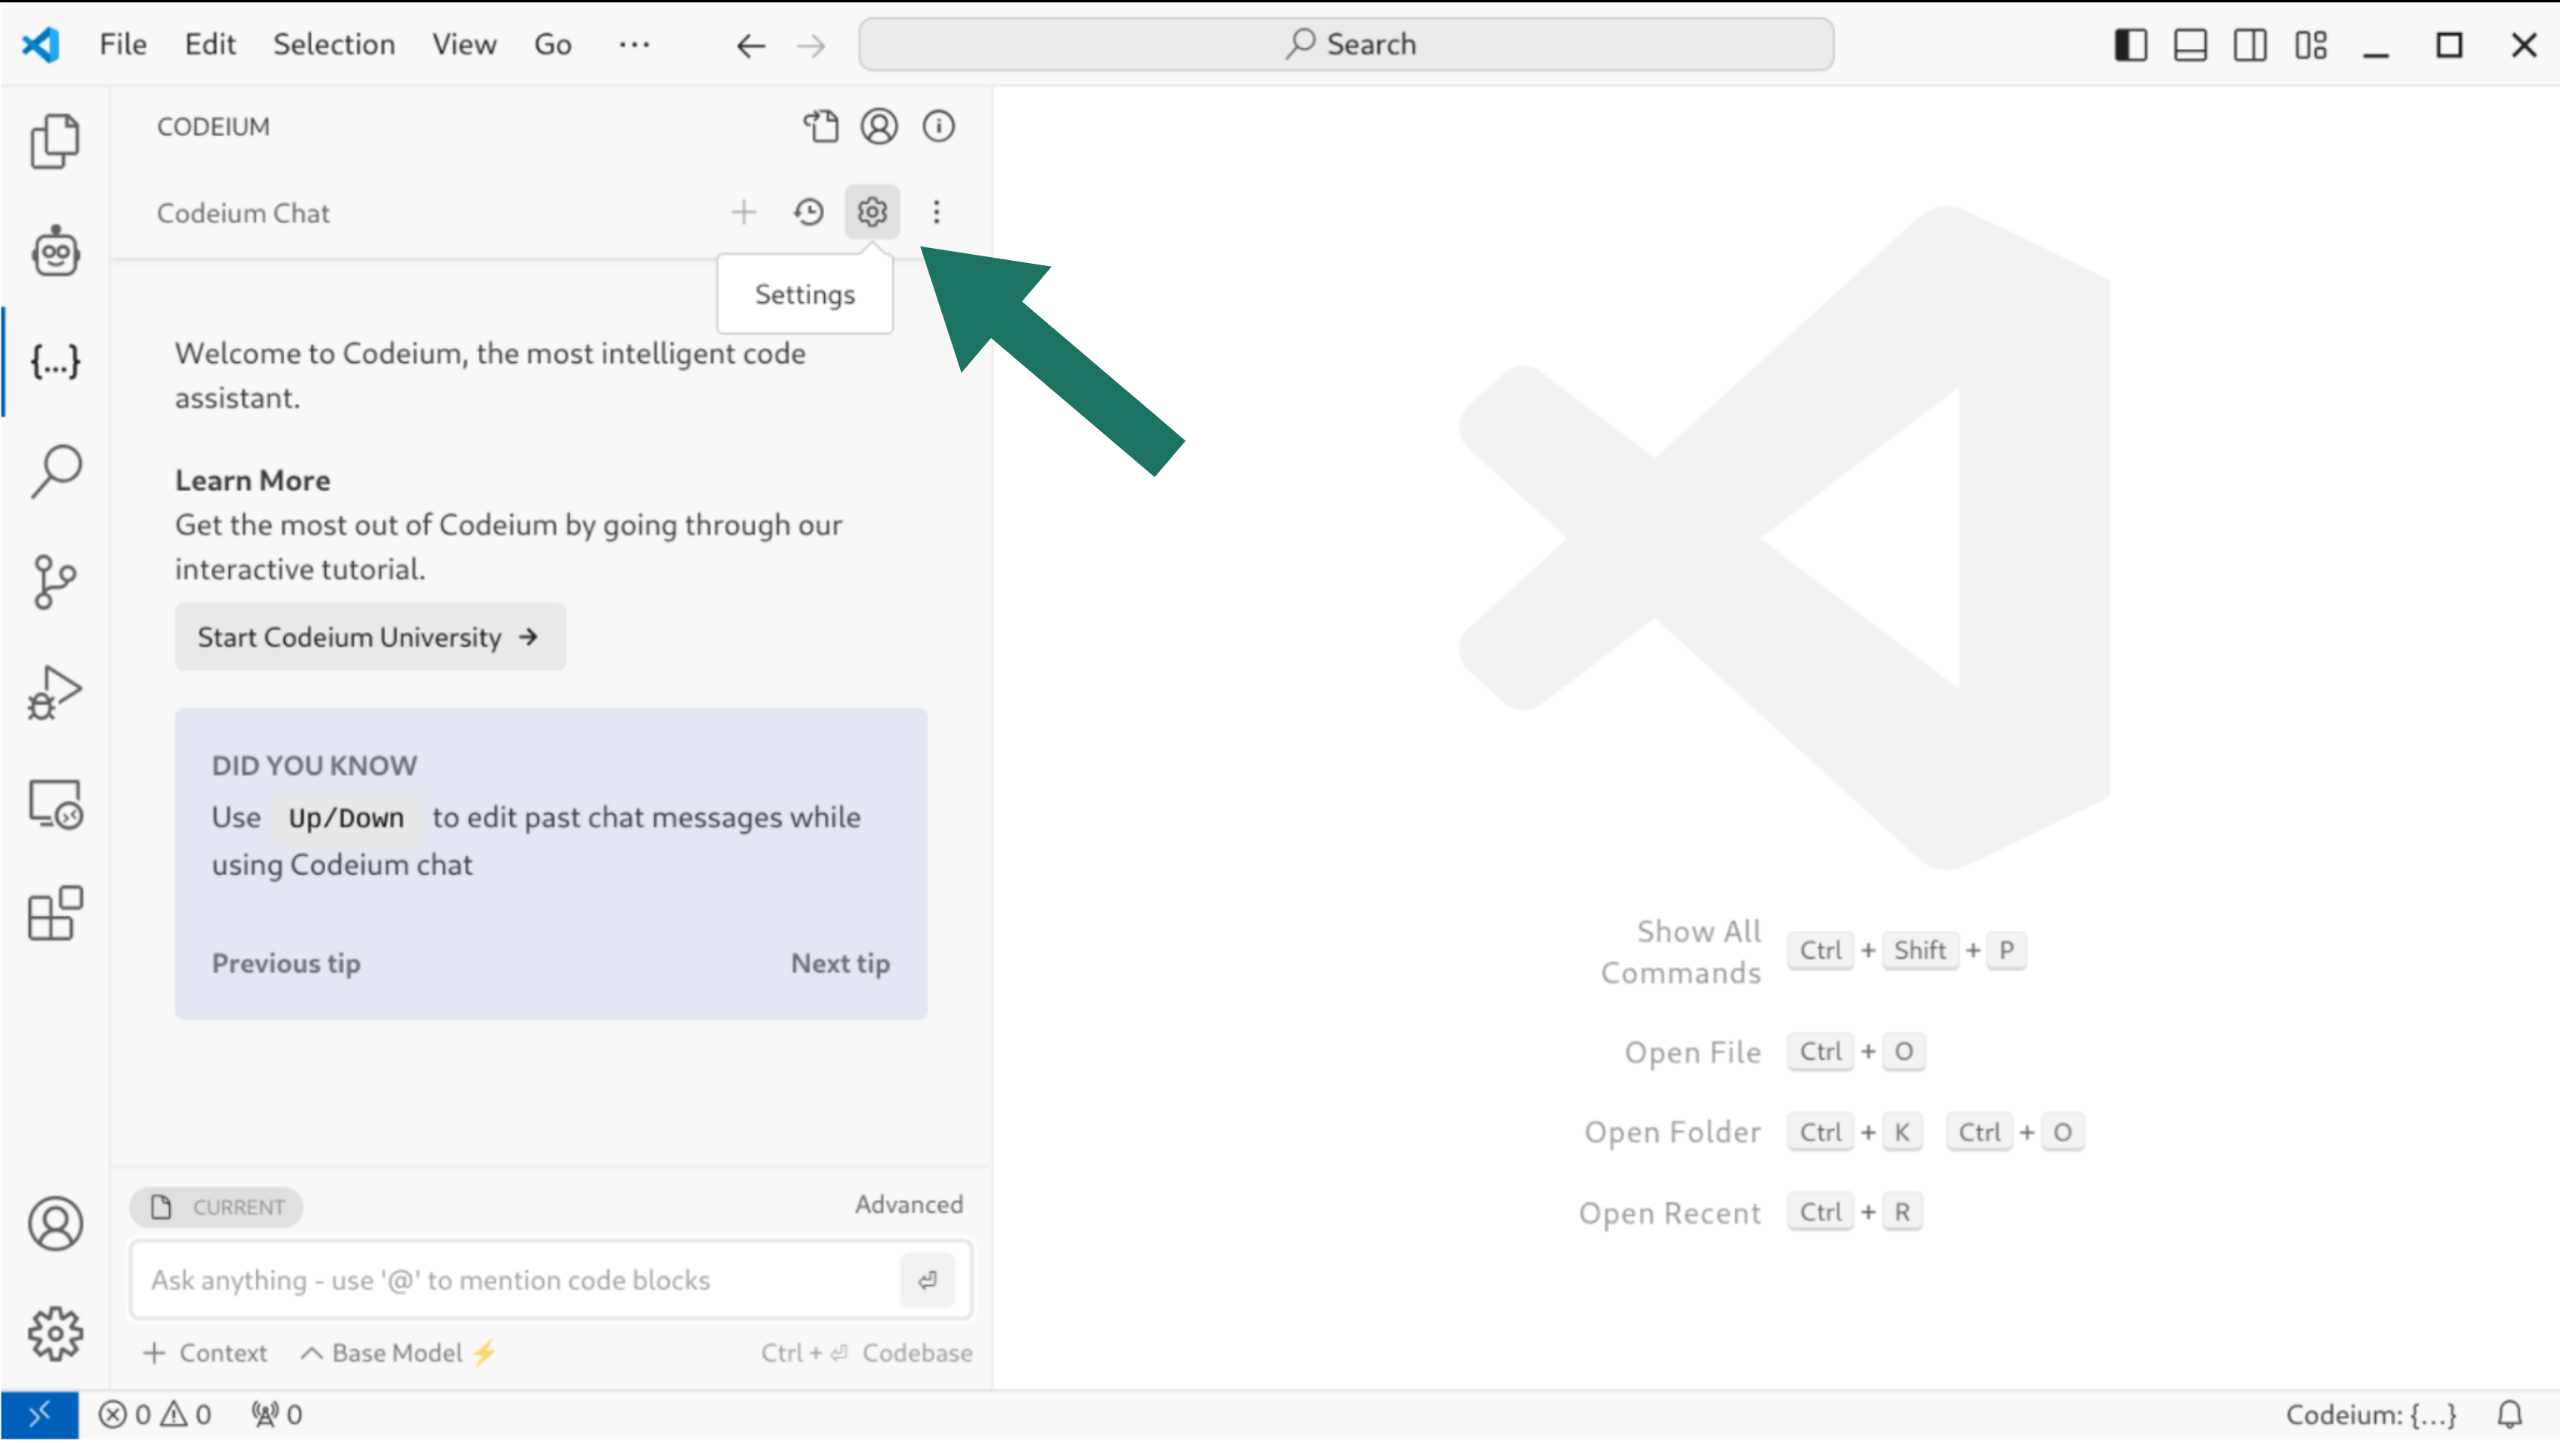 File Edit Selection View Go ··· Search
CODEIUM
Codeium Chat
Settings
{...}
Welcome to Codeium, the most intelligent code
assistant.
Learn More
Get the most out of Codeium by going through our
interactive tutorial.
Start Codeium University →
DID YOU KNOW
Use Up/Down to edit past chat messages while
using Codeium chat
Previous tip Next tip
CURRENT Advanced
Ask anything - use '@' to mention code blocks ⏎
+ Context ^ Base Model ⚡ Ctrl + ⏎ Codebase
Show All
Commands Ctrl + Shift + P
Open File Ctrl + O
Open Folder Ctrl + K Ctrl + O
Open Recent Ctrl + R
0 0 0 Codeium: {...}